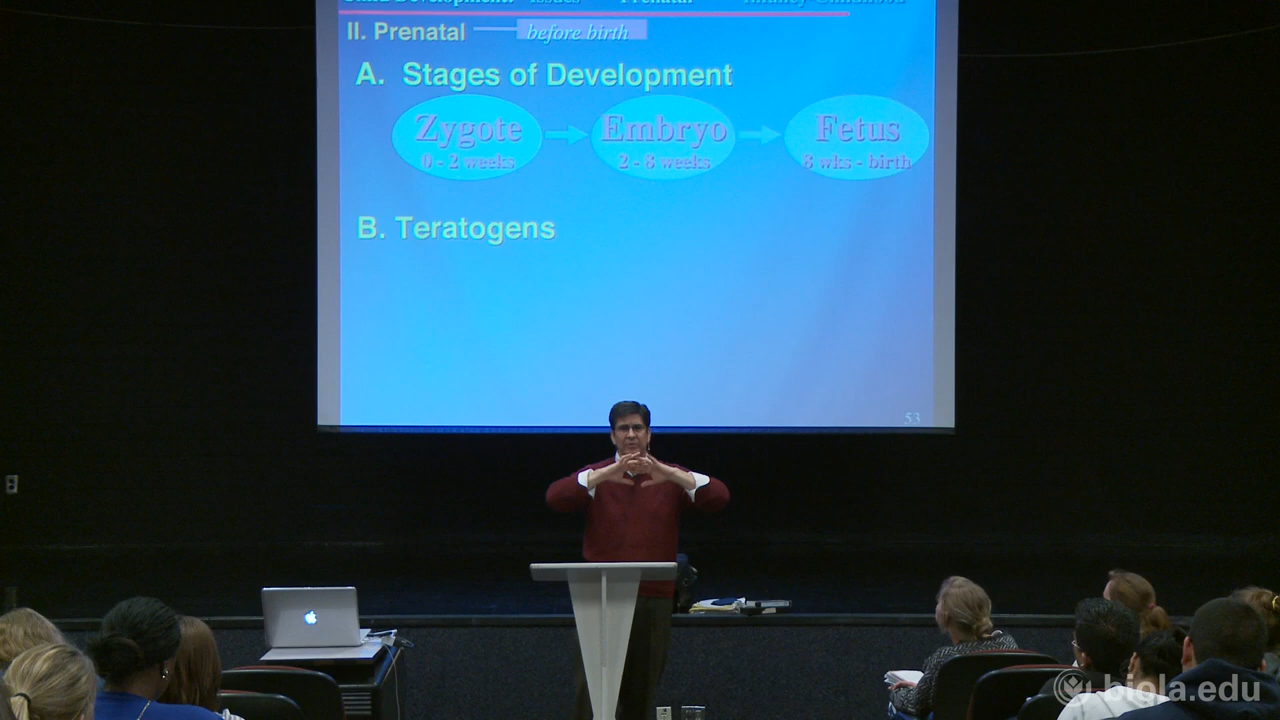 Prenatal
II. Prenatal before birth
A. Stages of Development
Zygote Embryo Fetus
0 - 2 weeks 2 - 8 weeks 8 wks - birth
B. Teratogens
53
biola.edu